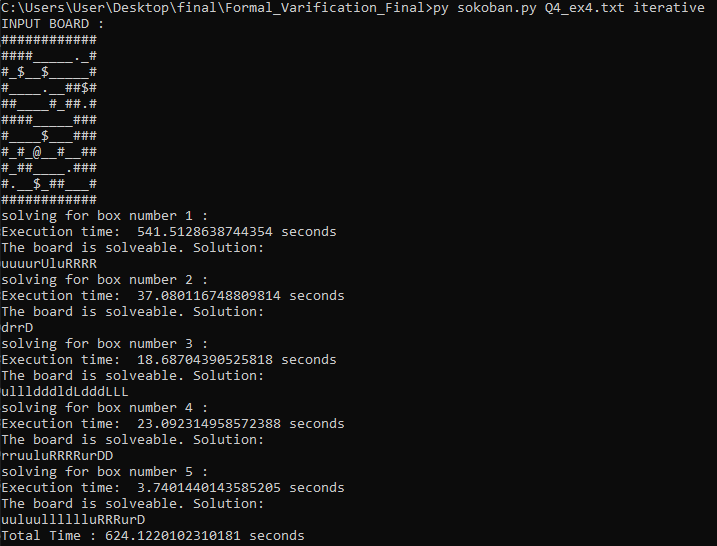 C:\Users\User\Desktop\final\Formal_Varification_Final>py sokoban.py Q4_ex4.txt iterative
INPUT BOARD :
############
####_____._#
#_$__$_____#
#____.__##$#
##____#_##.#
####_____###
#____$___###
#_#_@__#__##
#_##____.###
#.__$_##___#
############
solving for box number 1 :
Execution time:  541.5128638744354 seconds
The board is solveable. Solution:
uuuurUluRRRR
solving for box number 2 :
Execution time:  37.080116748809814 seconds
The board is solveable. Solution:
drrD
solving for box number 3 :
Execution time:  18.68704390525818 seconds
The board is solveable. Solution:
ullldddldLdddLLL
solving for box number 4 :
Execution time:  23.092314958572388 seconds
The board is solveable. Solution:
rruuluRRRRurDD
solving for box number 5 :
Execution time:  3.7401440143585205 seconds
The board is solveable. Solution:
uuluulllllluRRRurD
Total Time : 624.1220102310181 seconds